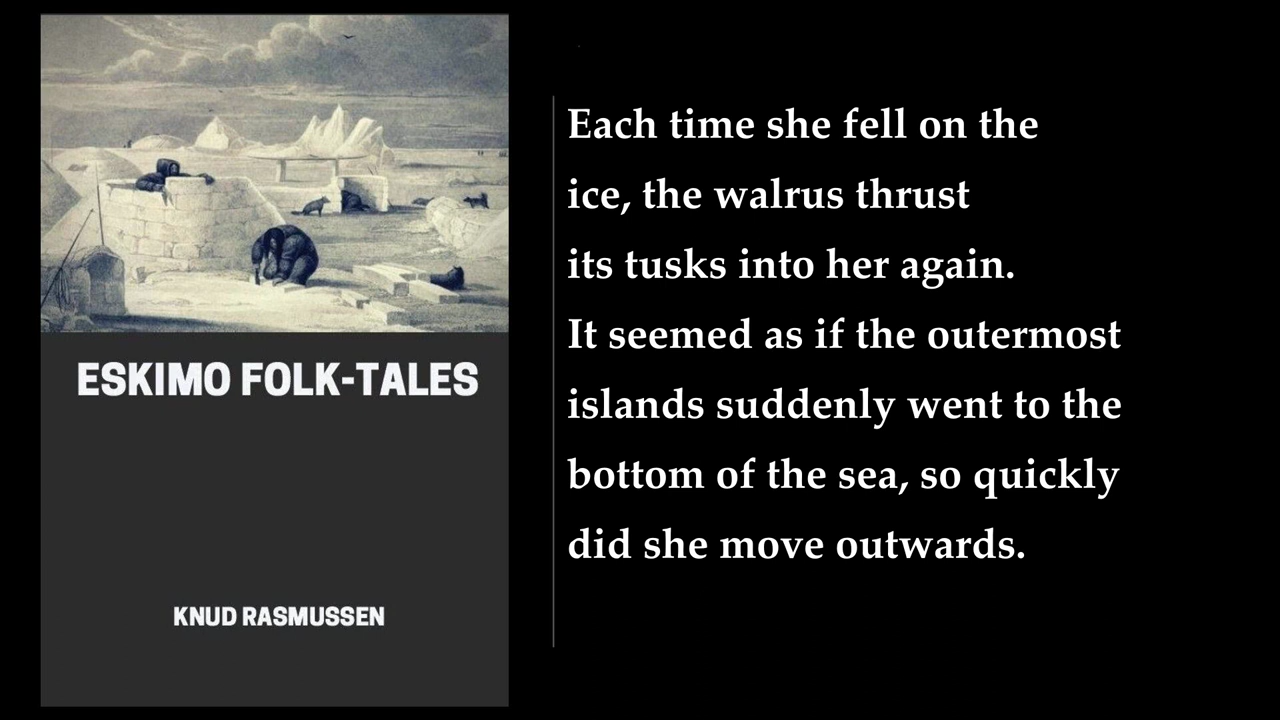 ESKIMO FOLK-TALES
KNUD RASMUSSEN
Each time she fell on the
ice, the walrus thrust
its tusks into her again.
It seemed as if the outermost
islands suddenly went to the
bottom of the sea, so quickly
did she move outwards.